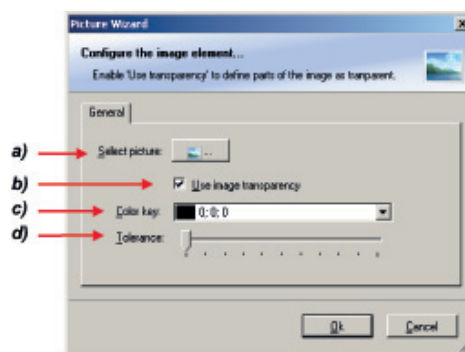 Picture Wizard
Configure the image element...
Enable 'Use transparency' to define parts of the image as tranparent.
General
a) Select picture: ...
b) Use image transparency
c) Color key: 0; 0; 0
d) Tolerance:
Ok Cancel